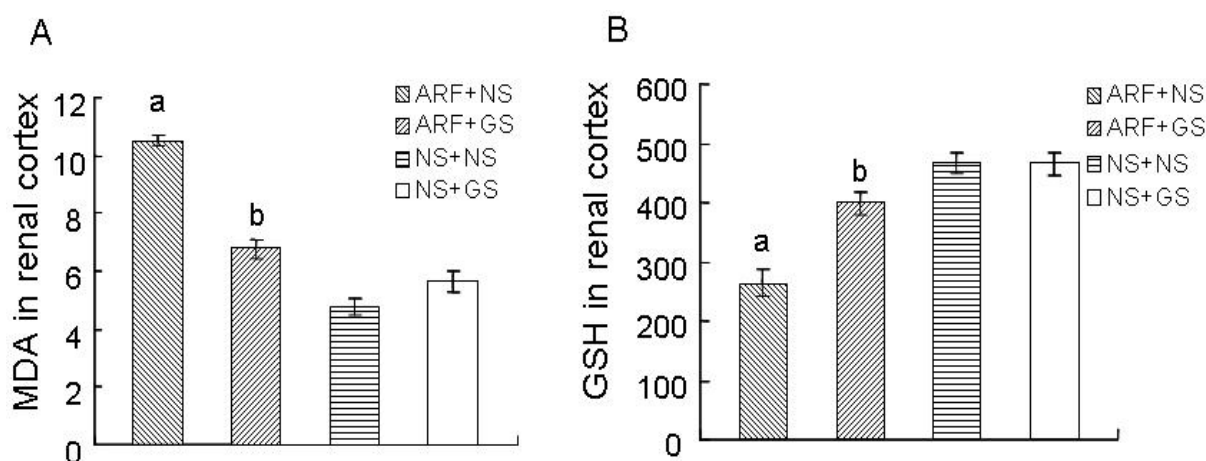 A
MDA in renal cortex
12
10
8
6
4
2
0
a
b
ARF+NS
ARF+GS
NS+NS
NS+GS
B
GSH in renal cortex
600
500
400
300
200
100
0
a
b
ARF+NS
ARF+GS
NS+NS
NS+GS